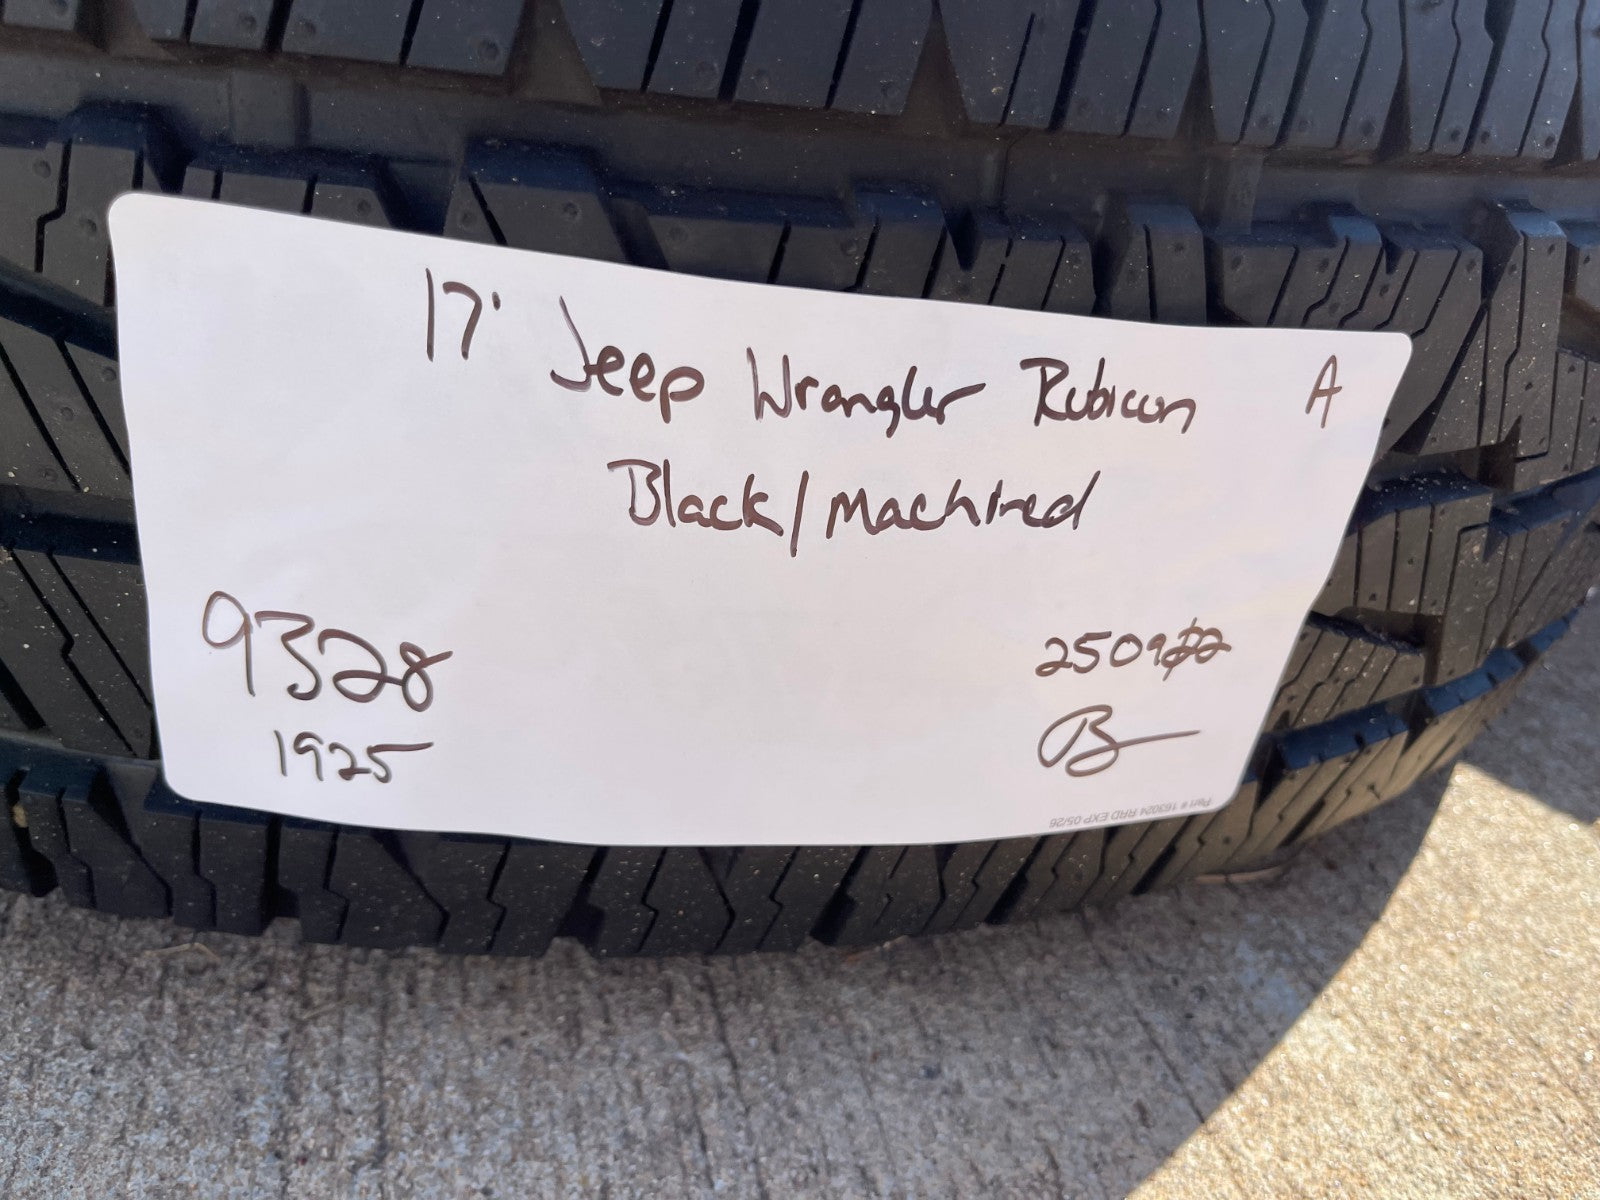 17' Jeep Wrangler Rubicon A
Black/Machined
9328
1925
2509
B
Part # 163024 RRD EXP 05/26